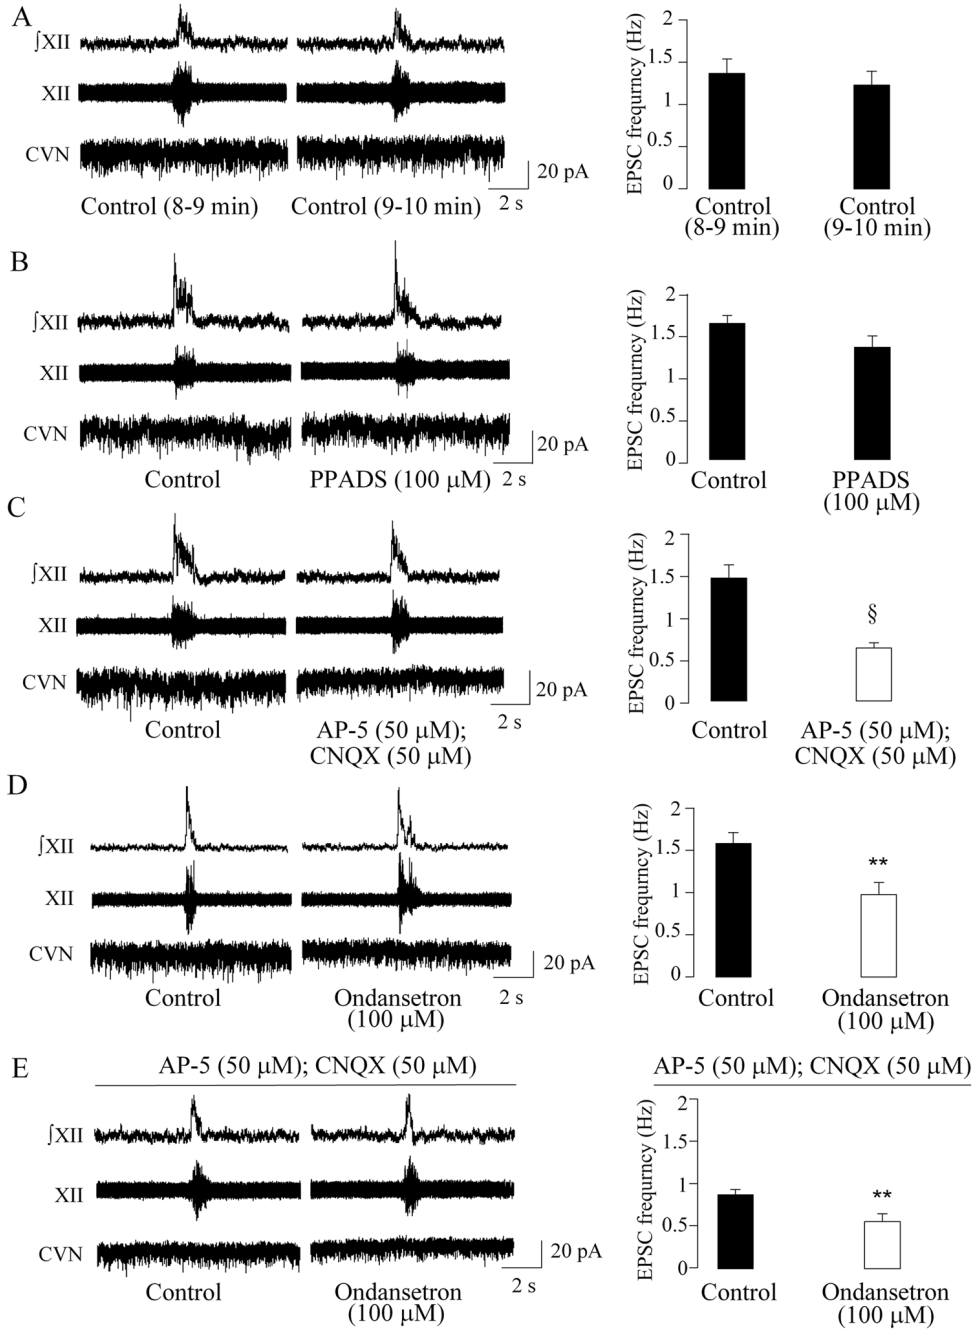 A
∫XII
XII
CVN
20 pA
2 s
Control (8-9 min)
Control (9-10 min)
EPSC frequrncy (Hz)
2
1.5
1
0.5
0
Control
(8-9 min)
Control
(9-10 min)
B
∫XII
XII
CVN
20 pA
2 s
Control
PPADS (100 μM)
EPSC frequrncy (Hz)
2
1.5
1
0.5
0
Control
PPADS
(100 μM)
C
∫XII
XII
CVN
20 pA
2 s
Control
AP-5 (50 μM);
CNQX (50 μM)
EPSC frequrncy (Hz)
2
1.5
1
0.5
0
§
Control
AP-5 (50 μM);
CNQX (50 μM)
D
∫XII
XII
CVN
20 pA
2 s
Control
Ondansetron
(100 μM)
EPSC frequrncy (Hz)
2
1.5
1
0.5
0
**
Control
Ondansetron
(100 μM)
E
AP-5 (50 μM); CNQX (50 μM)
∫XII
XII
CVN
20 pA
2 s
Control
Ondansetron
(100 μM)
AP-5 (50 μM); CNQX (50 μM)
EPSC frequrncy (Hz)
2
1.5
1
0.5
0
**
Control
Ondansetron
(100 μM)